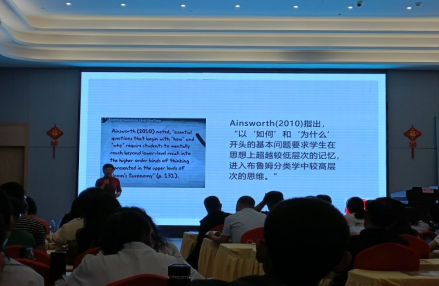 Ainsworth (2010) noted, "essential
questions that begin with "how" and
"why" require students to mentally
reach beyond lower-level recall into
the higher order kinds of thinking
represented in the upper levels of
Bloom's Taxonomy" (p. 131).
Ainsworth(2010)指出，
“以‘如何’和‘为什么’
开头的基本问题要求学生在
思想上超越较低层次的记忆，
进入布鲁姆分类学中较高层
次的思维。”